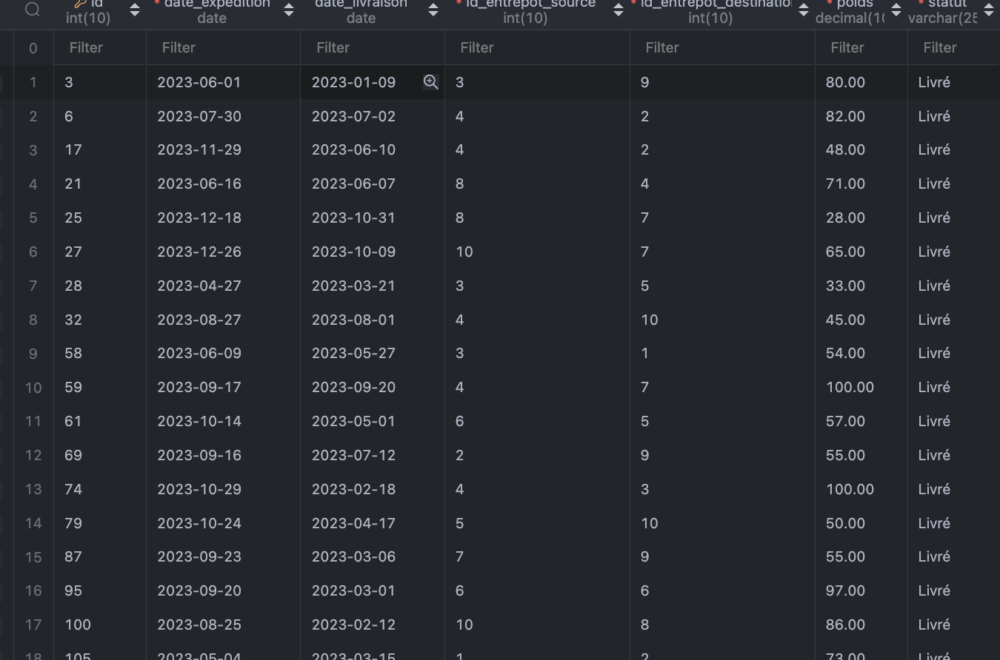 id * date_expedition date_livraison * id_entrepot_source * id_entrepot_destinatio * poids * statut
int(10) date date int(10) int(10) decimal(1( varchar(25
0 Filter Filter Filter Filter Filter Filter Filter
1 3 2023-06-01 2023-01-09 3 9 80.00 Livré
2 6 2023-07-30 2023-07-02 4 2 82.00 Livré
3 17 2023-11-29 2023-06-10 4 2 48.00 Livré
4 21 2023-06-16 2023-06-07 8 4 71.00 Livré
5 25 2023-12-18 2023-10-31 8 7 28.00 Livré
6 27 2023-12-26 2023-10-09 10 7 65.00 Livré
7 28 2023-04-27 2023-03-21 3 5 33.00 Livré
8 32 2023-08-27 2023-08-01 4 10 45.00 Livré
9 58 2023-06-09 2023-05-27 3 1 54.00 Livré
10 59 2023-09-17 2023-09-20 4 7 100.00 Livré
11 61 2023-10-14 2023-05-01 6 5 57.00 Livré
12 69 2023-09-16 2023-07-12 2 9 55.00 Livré
13 74 2023-10-29 2023-02-18 4 3 100.00 Livré
14 79 2023-10-24 2023-04-17 5 10 50.00 Livré
15 87 2023-09-23 2023-03-06 7 9 55.00 Livré
16 95 2023-09-20 2023-03-01 6 6 97.00 Livré
17 100 2023-08-25 2023-02-12 10 8 86.00 Livré
18 105 2023-05-04 2023-03-15 1 2 73.00 Livré